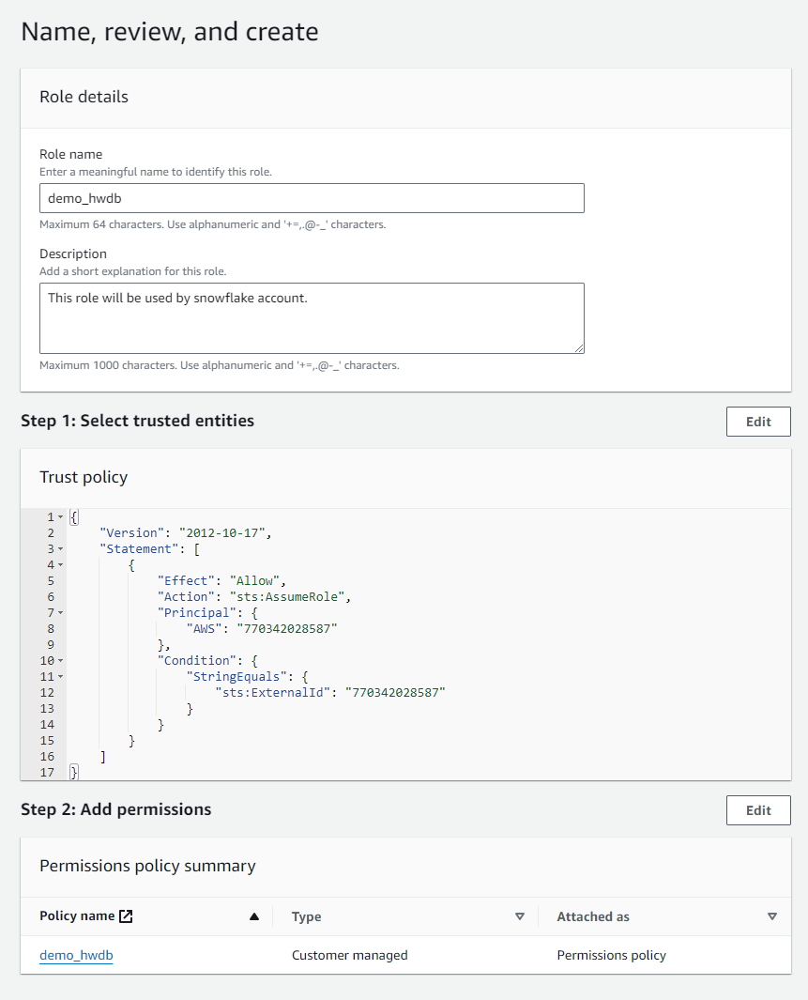 Name, review, and create
Role details
Role name
Enter a meaningful name to identify this role.
demo_hwdb
Maximum 64 characters. Use alphanumeric and '+=,.@-_' characters.
Description
Add a short explanation for this role.
This role will be used by snowflake account.
Maximum 1000 characters. Use alphanumeric and '+=,.@-_' characters.
Step 1: Select trusted entities
Edit
Trust policy
1 {
2 "Version": "2012-10-17",
3 "Statement": [
4 {
5 "Effect": "Allow",
6 "Action": "sts:AssumeRole",
7 "Principal": {
8 "AWS": "770342028587"
9 },
10 "Condition": {
11 "StringEquals": {
12 "sts:ExternalId": "770342028587"
13 }
14 }
15 }
16 ]
17 }
Step 2: Add permissions
Edit
Permissions policy summary
Policy name Type Attached as
demo_hwdb Customer managed Permissions policy